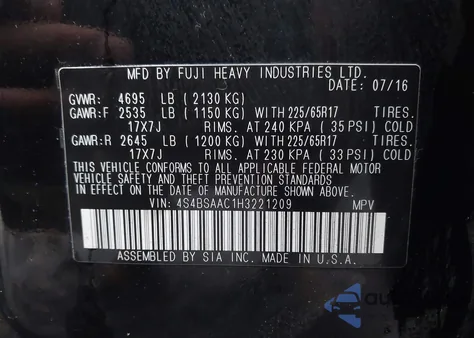 MFD BY FUJI HEAVY INDUSTRIES LTD.
DATE: 07/16
GVWR: 4695 LB (2130 KG)
GAWR:F 2535 LB (1150 KG) WITH 225/65R17 TIRES.
17X7J RIMS. AT 240 KPA (35 PSI) COLD
GAWR:R 2645 LB (1200 KG) WITH 225/65R17 TIRES.
17X7J RIMS. AT 230 KPA (33 PSI) COLD
THIS VEHICLE CONFORMS TO ALL APPLICABLE FEDERAL MOTOR
VEHICLE SAFETY AND THEFT PREVENTION STANDARDS
IN EFFECT ON THE DATE OF MANUFACTURE SHOWN ABOVE.
VIN: 4S4BSAAC1H3221209 MPV
ASSEMBLED BY SIA INC. MADE IN U.S.A.